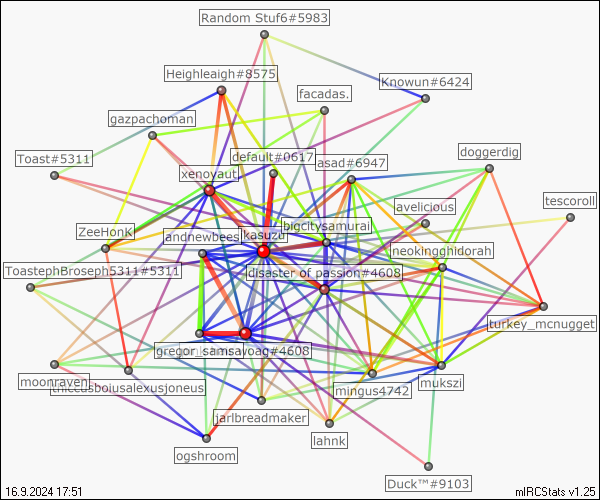 Random Stuf6#5983
Heighleaigh#8575
Knowun#6424
facadas.
gazpachoman
Toast#5311
default#0617
asad#6947
doggerdig
xenoyaut
tescoroll
avelicious
bigcitysamurai
ZeeHonk
andnewbees
kasuzu
neokingghidorah
ToastephBroseph5311#5311
disaster of passion#4608
turkey_mcnugget
gregor_samsa
voag#4608
moonraven
thiccusboiusalexusjoneus
mingus4742
mukszi
jarlbreadmaker
lahnk
ogshroom
Duck™#9103
16.9.2024 17:51
mIRCStats v1.25